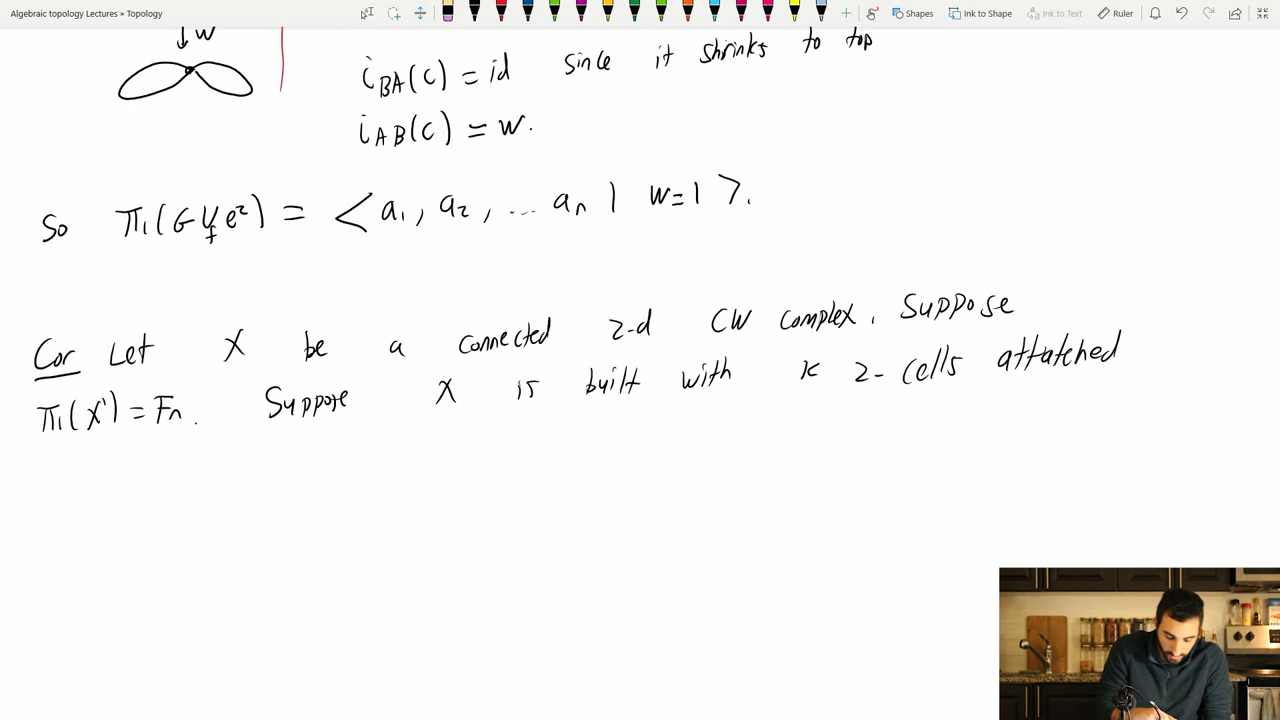 Algebraic topology Lectures – Topology
Shapes
Ink to Shape
Ink to Text
Ruler
↓w
i_BA(c) = id since it shrinks to top
i_AB(c) = w.
So π₁(G ∪_f e²) = < a₁, a₂, ... aₙ | w=1 >.
Cor Let X be a connected 2-d CW complex. Suppose
π₁(X¹) = Fₙ. Suppose X is built with k 2-cells attatched